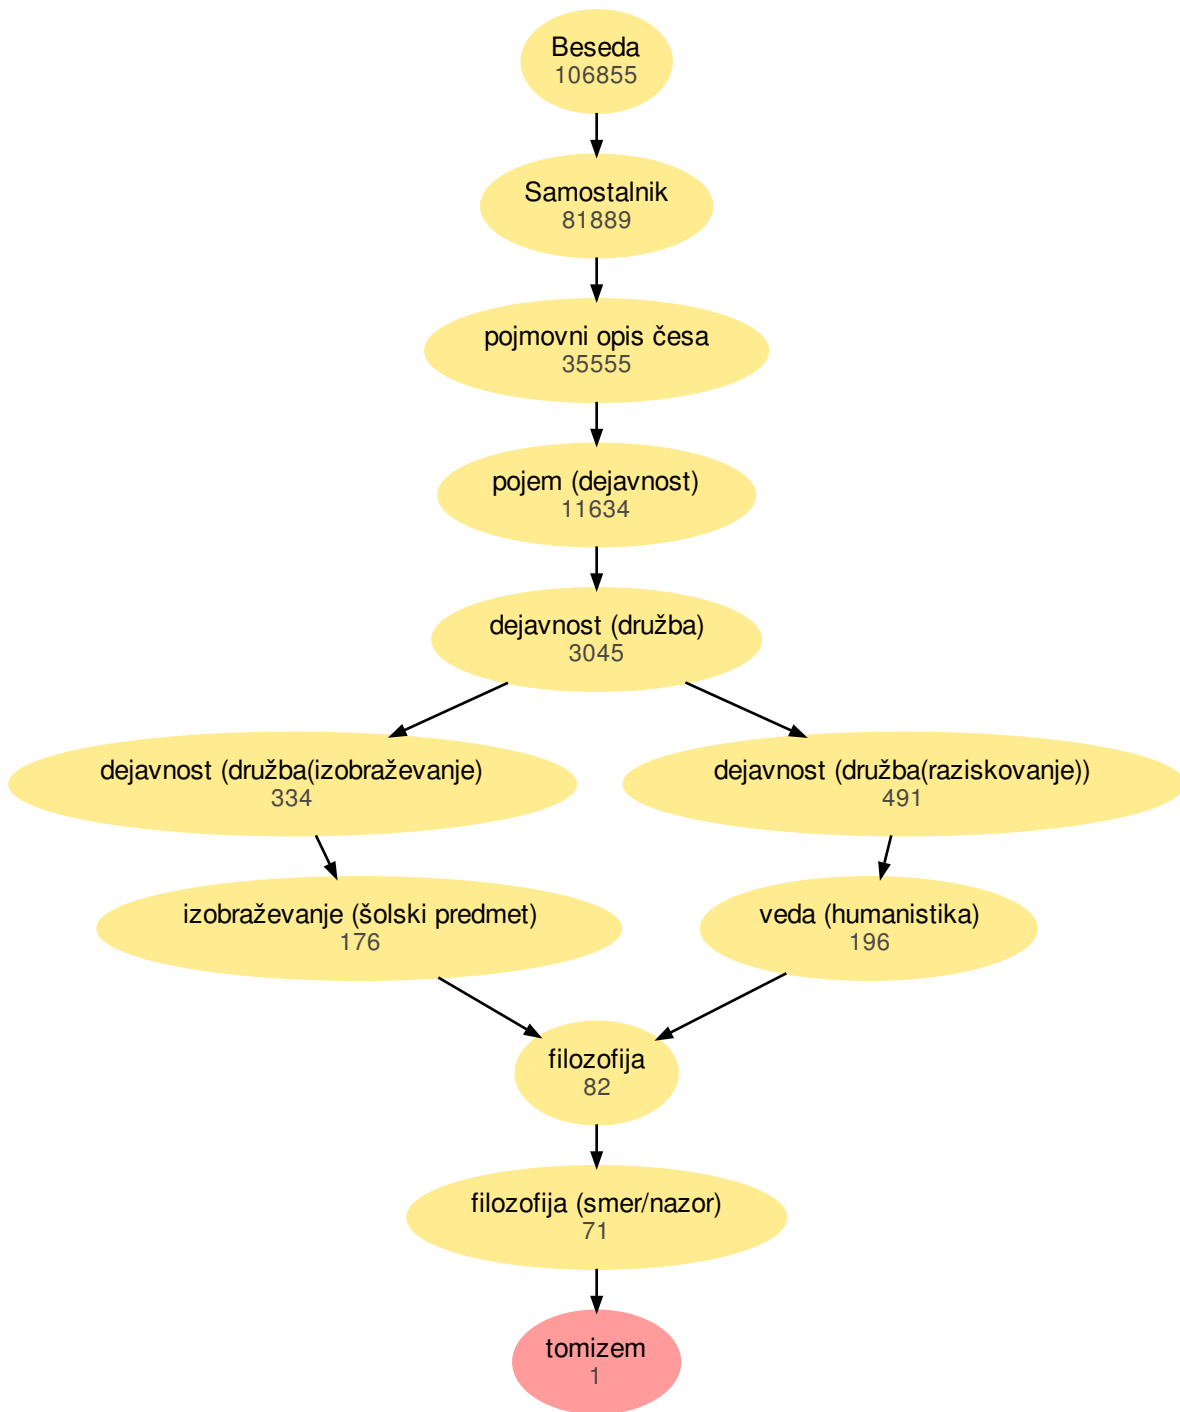 Beseda
106855
Samostalnik
81889
pojmovni opis česa
35555
pojem (dejavnost)
11634
dejavnost (družba)
3045
dejavnost (družba(izobraževanje)
334
dejavnost (družba(raziskovanje))
491
izobraževanje (šolski predmet)
176
veda (humanistika)
196
filozofija
82
filozofija (smer/nazor)
71
tomizem
1